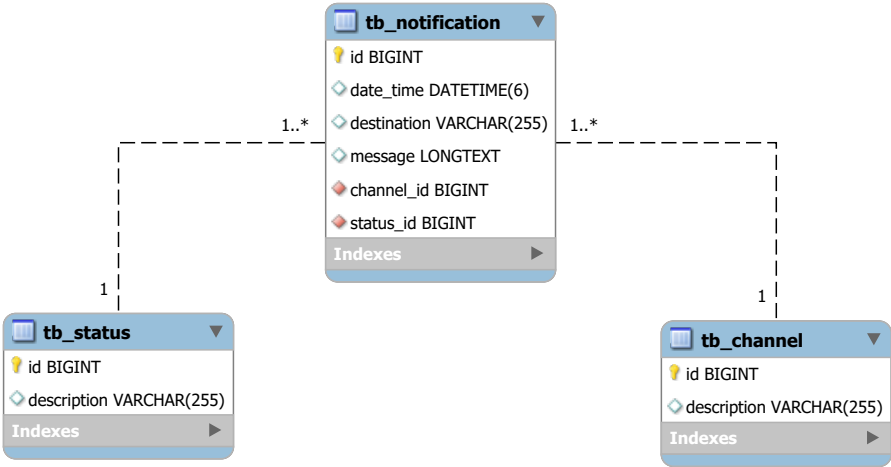 tb_notification
id BIGINT
date_time DATETIME(6)
destination VARCHAR(255)
message LONGTEXT
channel_id BIGINT
status_id BIGINT
Indexes
1..*
1..*
1
1
tb_status
id BIGINT
description VARCHAR(255)
Indexes
tb_channel
id BIGINT
description VARCHAR(255)
Indexes